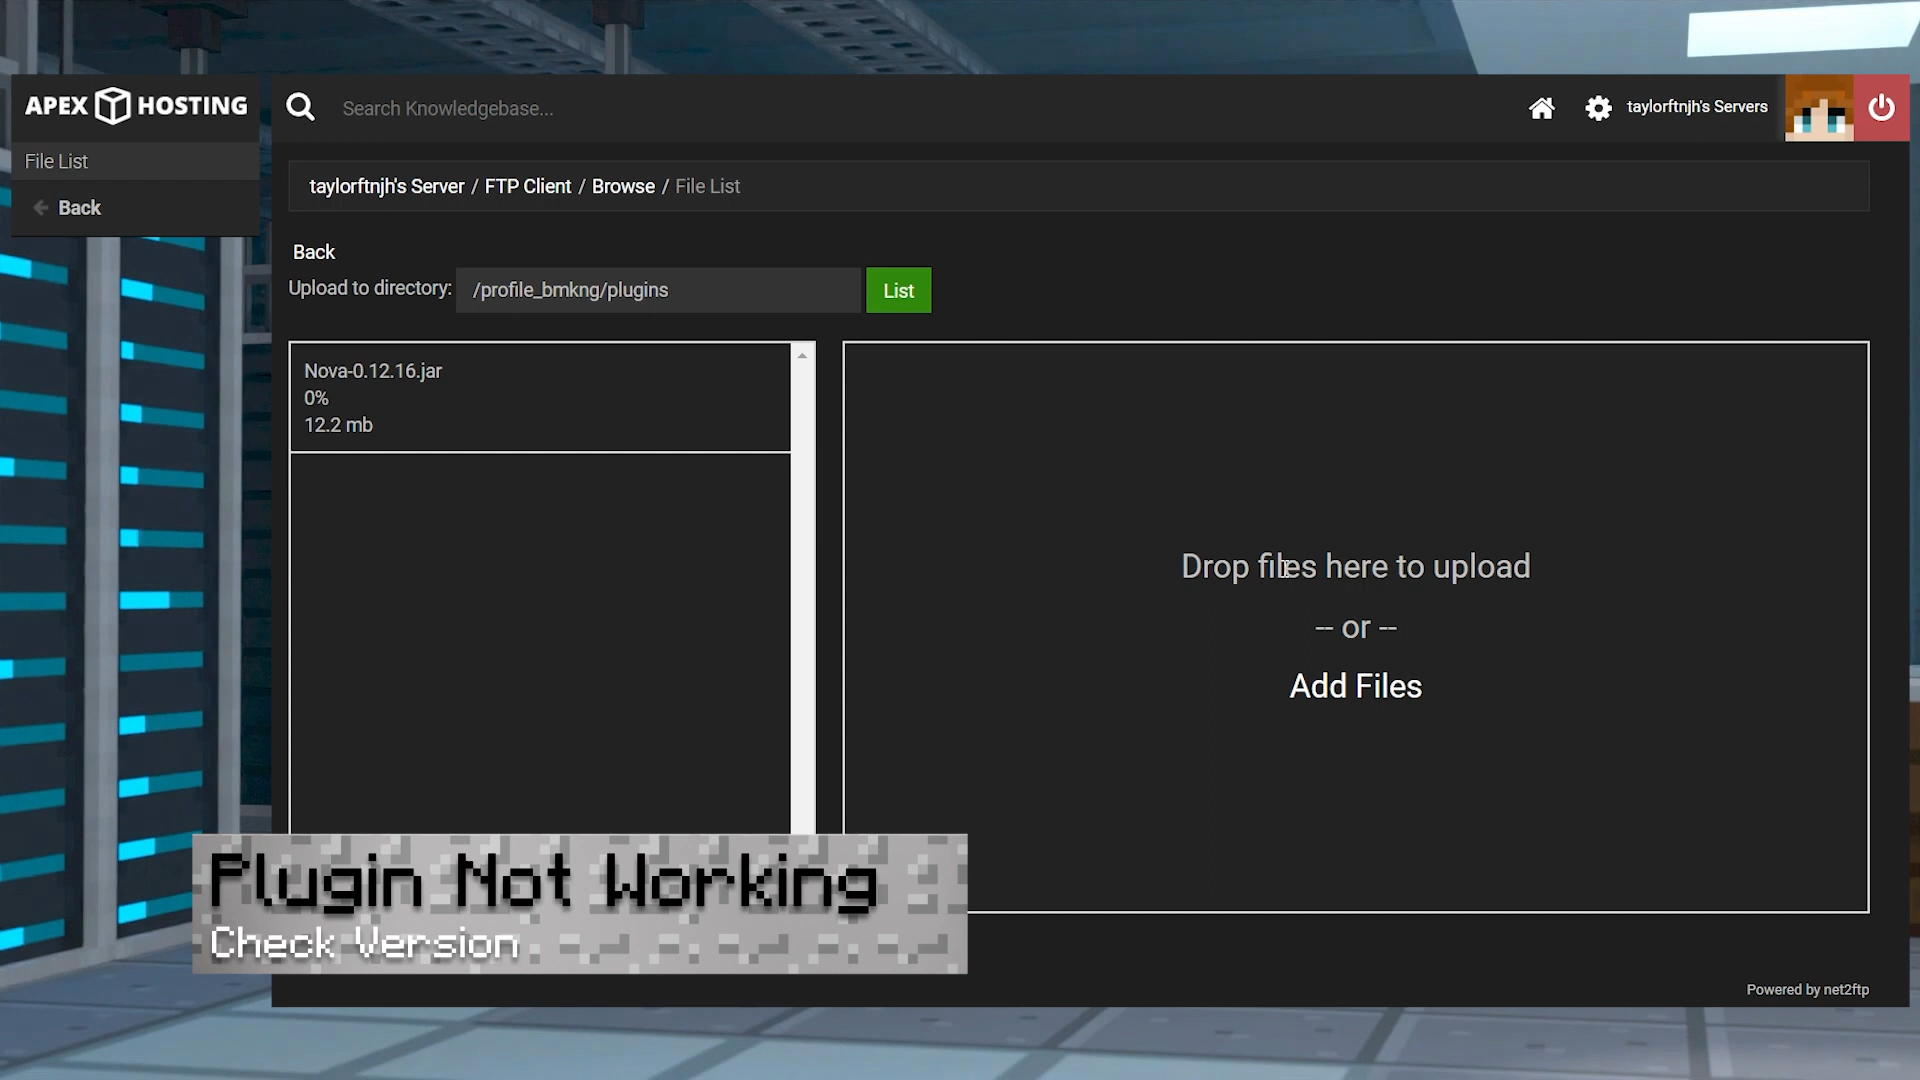 APEX HOSTING
Search Knowledgebase...
taylorftnjh's Servers
File List
Back
taylorftnjh's Server / FTP Client / Browse / File List
Back
Upload to directory: /profile_bmkng/plugins List
Nova-0.12.16.jar
0%
12.2 mb
Drop files here to upload
-- or --
Add Files
Plugin Not Working
Check Version
Powered by net2ftp